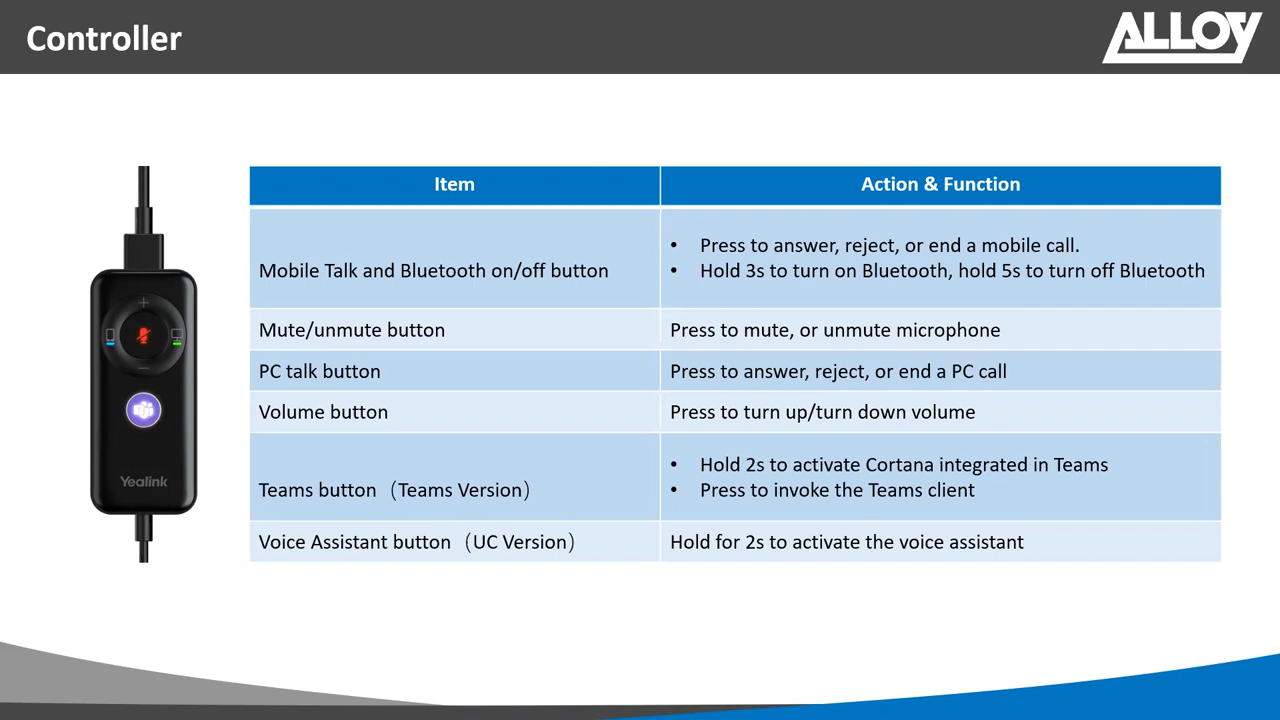 Controller
ALLOY
Item
Action & Function
Mobile Talk and Bluetooth on/off button
• Press to answer, reject, or end a mobile call.
• Hold 3s to turn on Bluetooth, hold 5s to turn off Bluetooth
Mute/unmute button
Press to mute, or unmute microphone
PC talk button
Press to answer, reject, or end a PC call
Volume button
Press to turn up/turn down volume
Teams button（Teams Version）
• Hold 2s to activate Cortana integrated in Teams
• Press to invoke the Teams client
Voice Assistant button（UC Version）
Hold for 2s to activate the voice assistant
Yealink